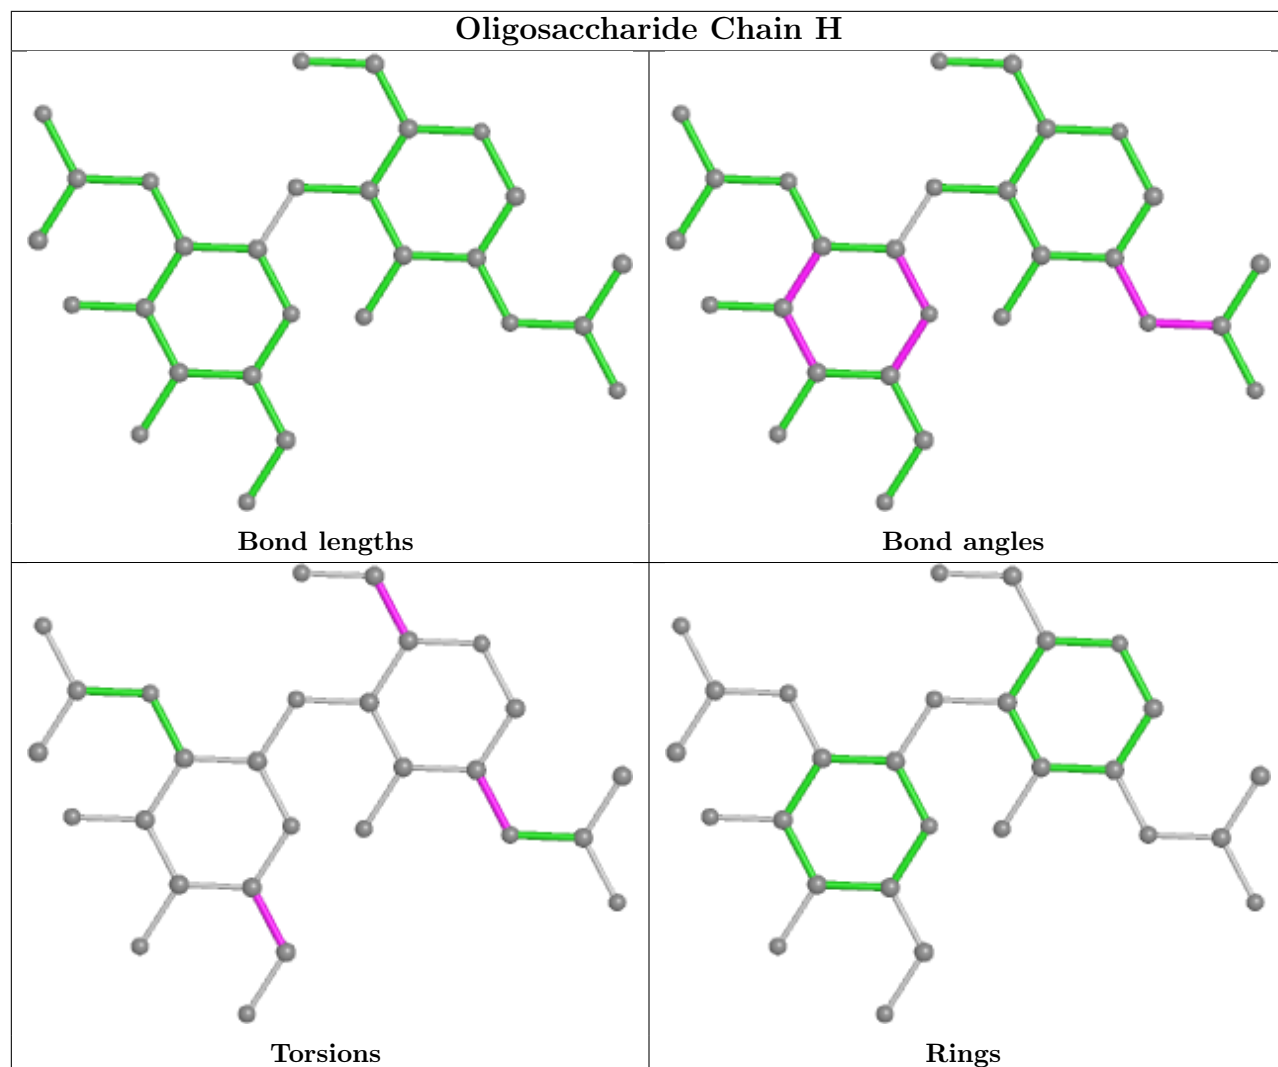 Oligosaccharide Chain H
Bond lengths
Bond angles
Torsions
Rings